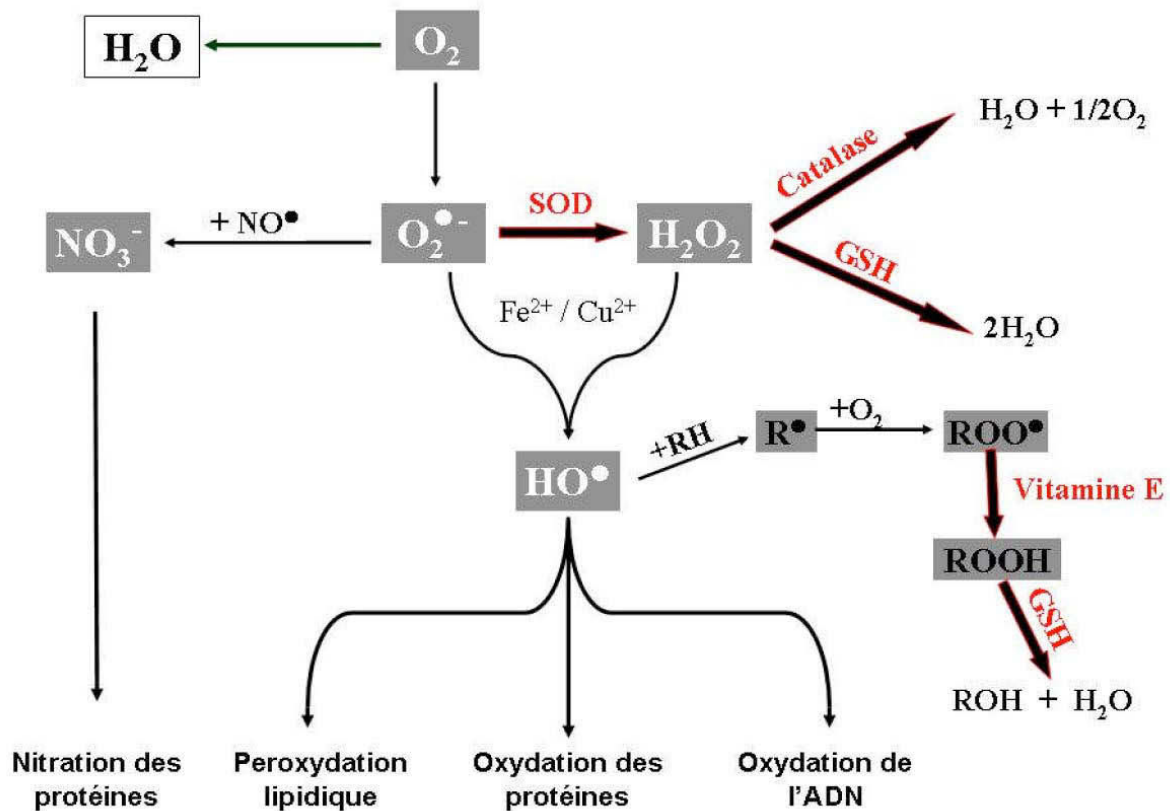 H₂O
O₂
H₂O + 1/2O₂
Catalase
SOD
+ NO●
NO₃⁻
O₂●⁻
H₂O₂
GSH
Fe²⁺ / Cu²⁺
2H₂O
+RH
R●
+O₂
ROO●
HO●
Vitamine E
ROOH
GSH
ROH + H₂O
Nitration des
protéines
Peroxydation
lipidique
Oxydation des
protéines
Oxydation de
l'ADN